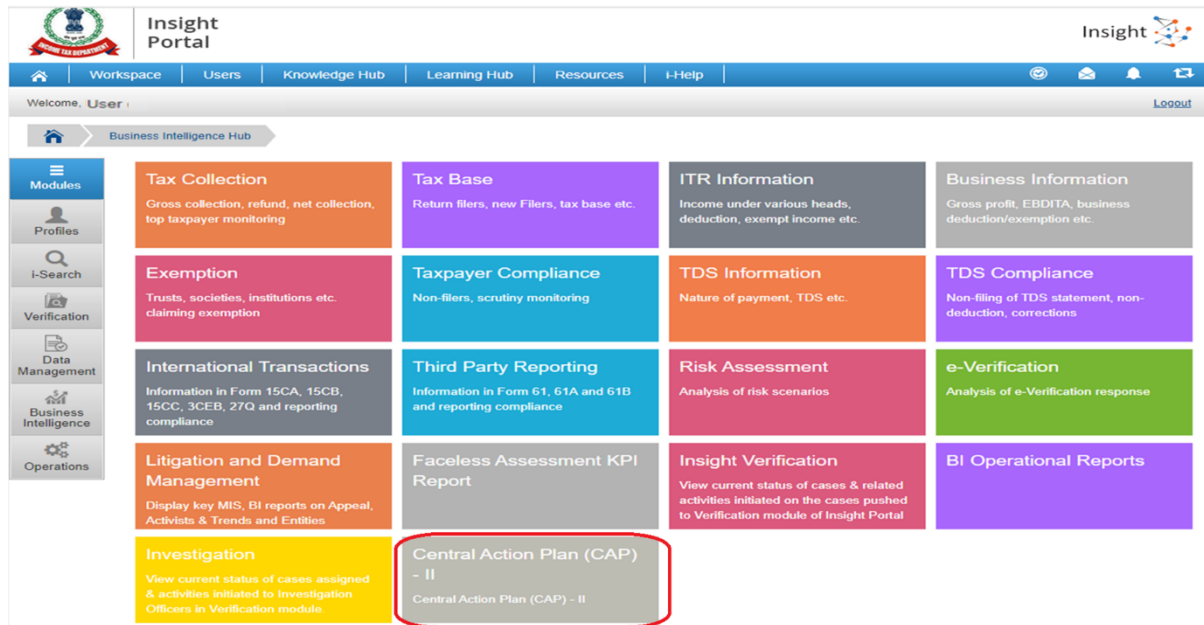 INCOME TAX DEPARTMENT
Insight
Portal
Insight
Workspace
Users
Knowledge Hub
Learning Hub
Resources
i-Help
Welcome, User
Logout
Business Intelligence Hub
Modules
Profiles
i-Search
Verification
Data
Management
Business
Intelligence
Operations
Tax Collection
Gross collection, refund, net collection,
top taxpayer monitoring
Tax Base
Return filers, new Filers, tax base etc.
ITR Information
Income under various heads,
deduction, exempt income etc.
Business Information
Gross profit, EBDITA, business
deduction/exemption etc.
Exemption
Trusts, societies, institutions etc.
claiming exemption
Taxpayer Compliance
Non-filers, scrutiny monitoring
TDS Information
Nature of payment, TDS etc.
TDS Compliance
Non-filing of TDS statement, non-
deduction, corrections
International Transactions
Information in Form 15CA, 15CB,
15CC, 3CEB, 27Q and reporting
compliance
Third Party Reporting
Information in Form 61, 61A and 61B
and reporting compliance
Risk Assessment
Analysis of risk scenarios
e-Verification
Analysis of e-Verification response
Litigation and Demand
Management
Display key MIS, BI reports on Appeal,
Activists & Trends and Entities
Faceless Assessment KPI
Report
Insight Verification
View current status of cases & related
activities initiated on the cases pushed
to Verification module of Insight Portal
BI Operational Reports
Investigation
View current status of cases assigned
& activities initiated to Investigation
Officers in Verification module.
Central Action Plan (CAP)
- II
Central Action Plan (CAP) - II